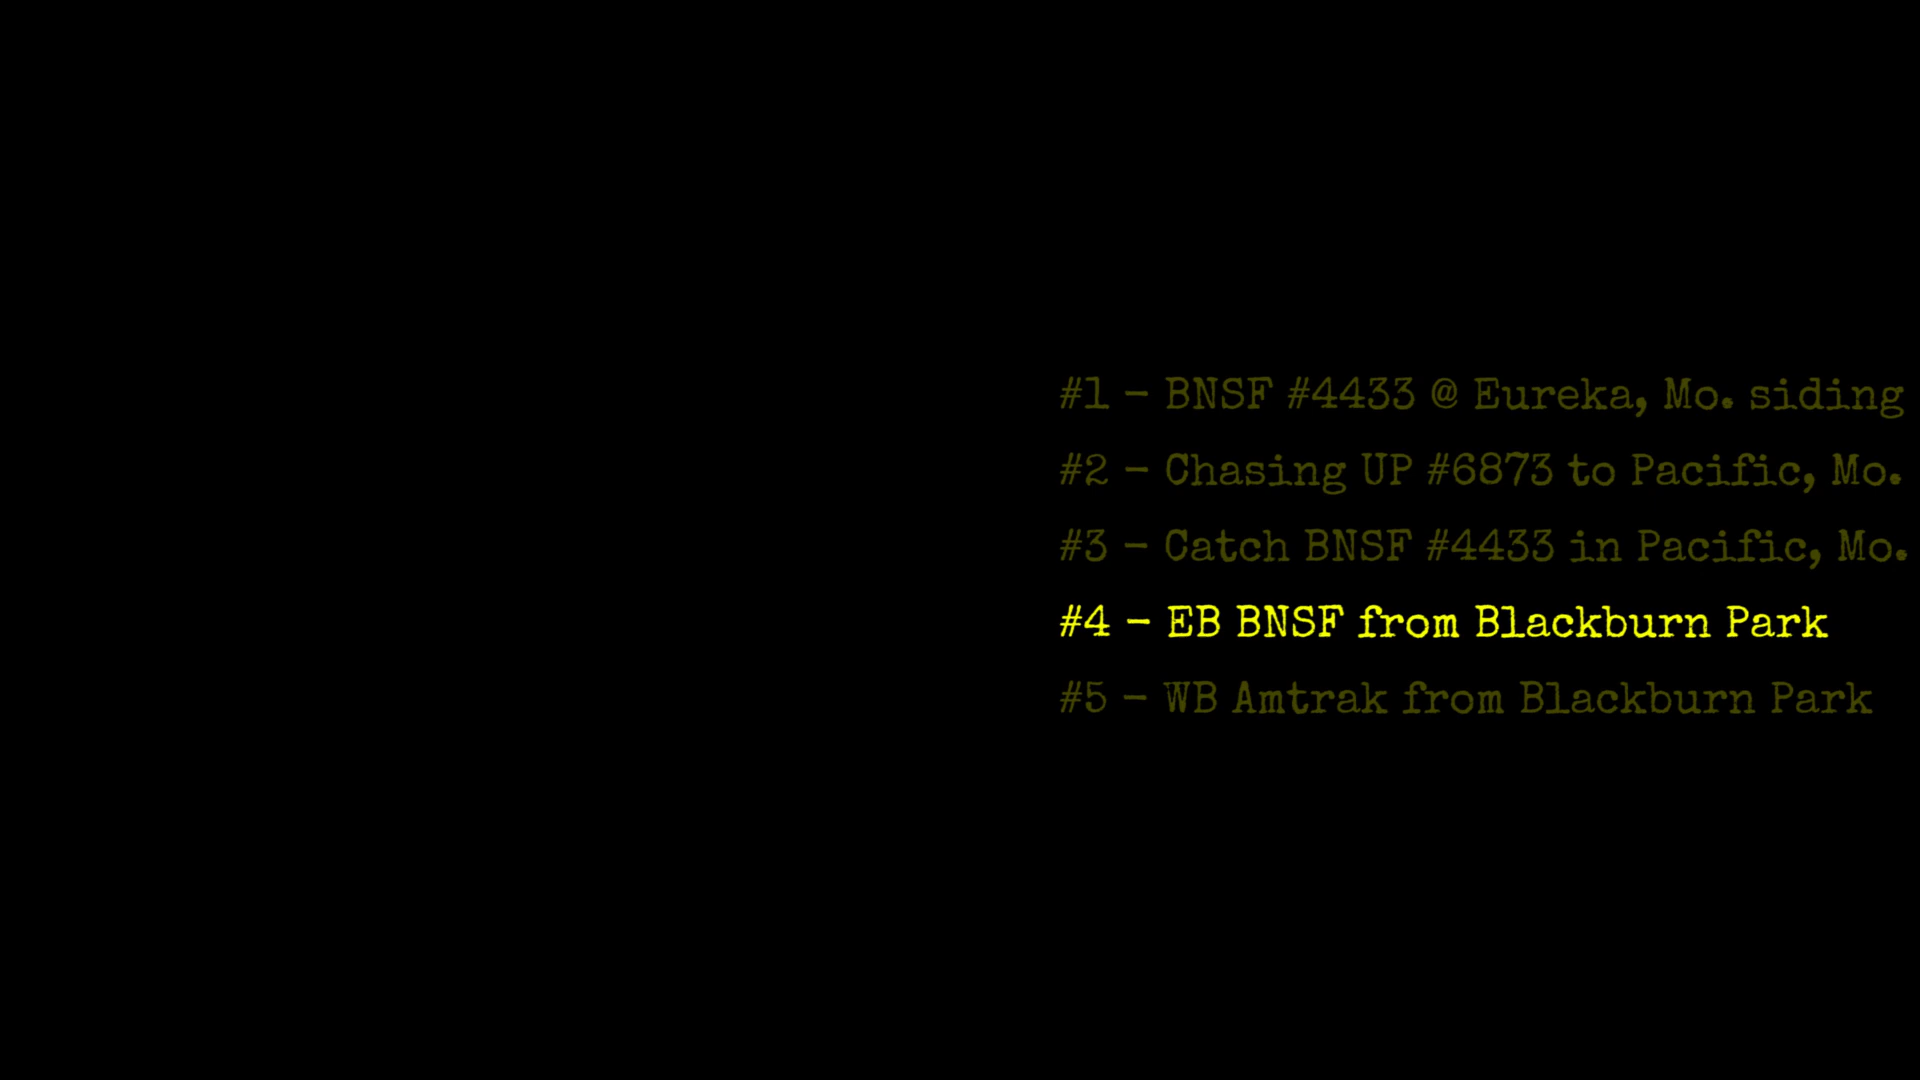 #1 - BNSF #4433 @ Eureka, Mo. siding
#2 - Chasing UP #6873 to Pacific, Mo.
#3 - Catch BNSF #4433 in Pacific, Mo.
#4 - EB BNSF from Blackburn Park
#5 - WB Amtrak from Blackburn Park